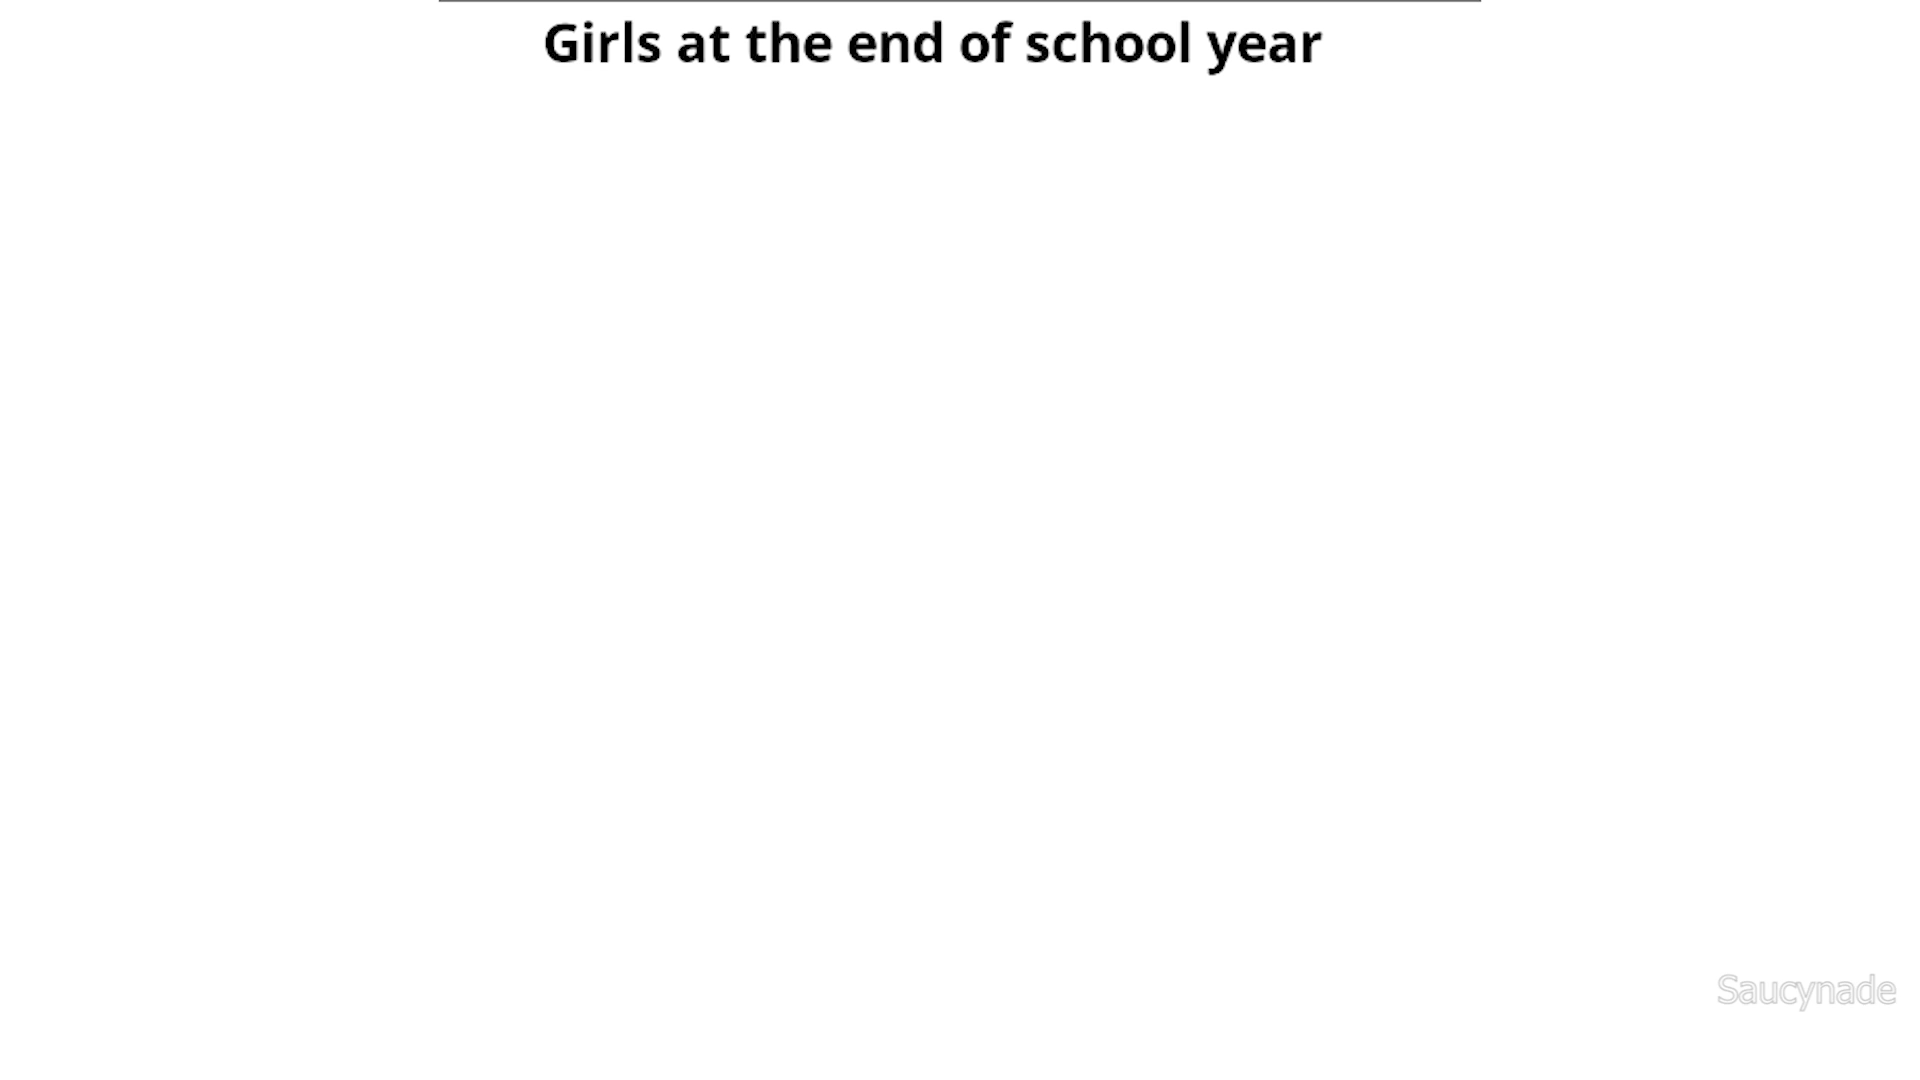 Girls at the end of school year
Saucynade